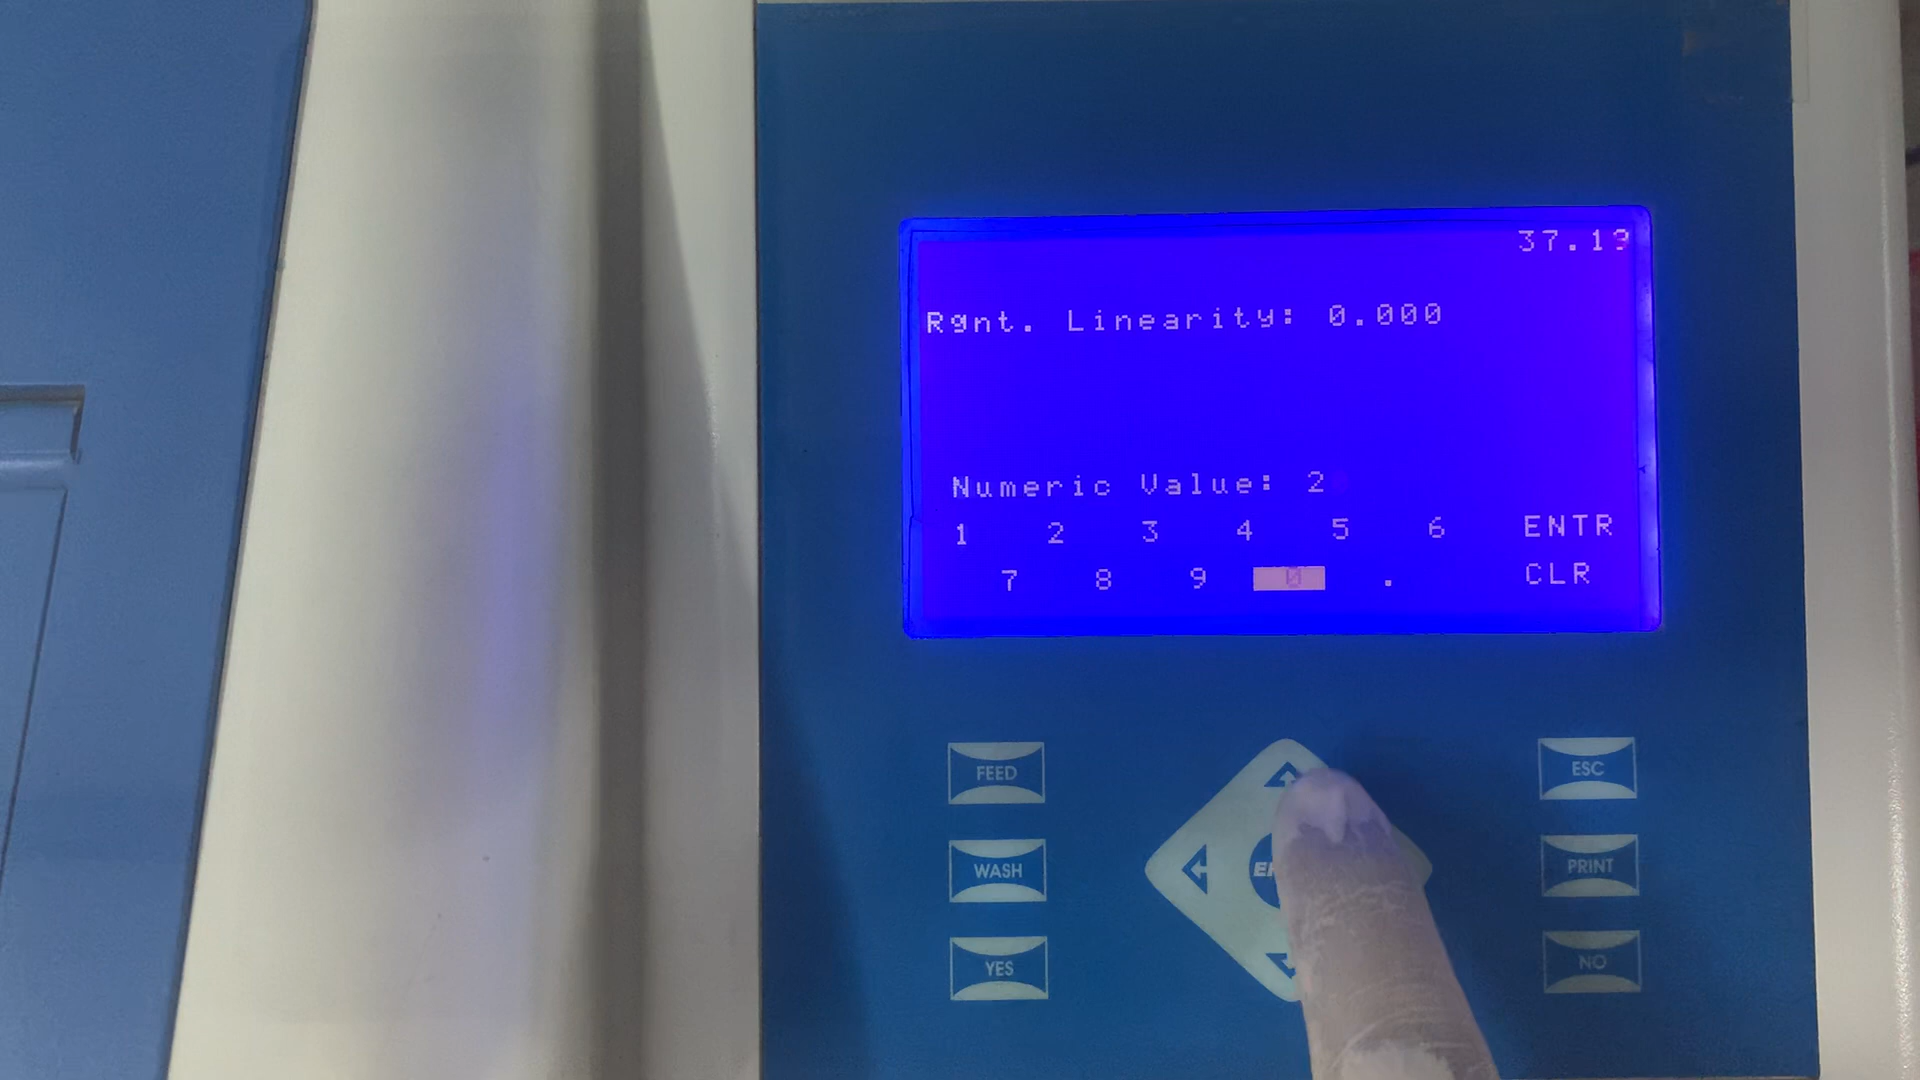 37.19
Rgnt. Linearity: 0.000
Numeric Value: 2
1 2 3 4 5 6 ENTR
7 8 9 0 . CLR
FEED ESC
WASH PRINT
YES NO